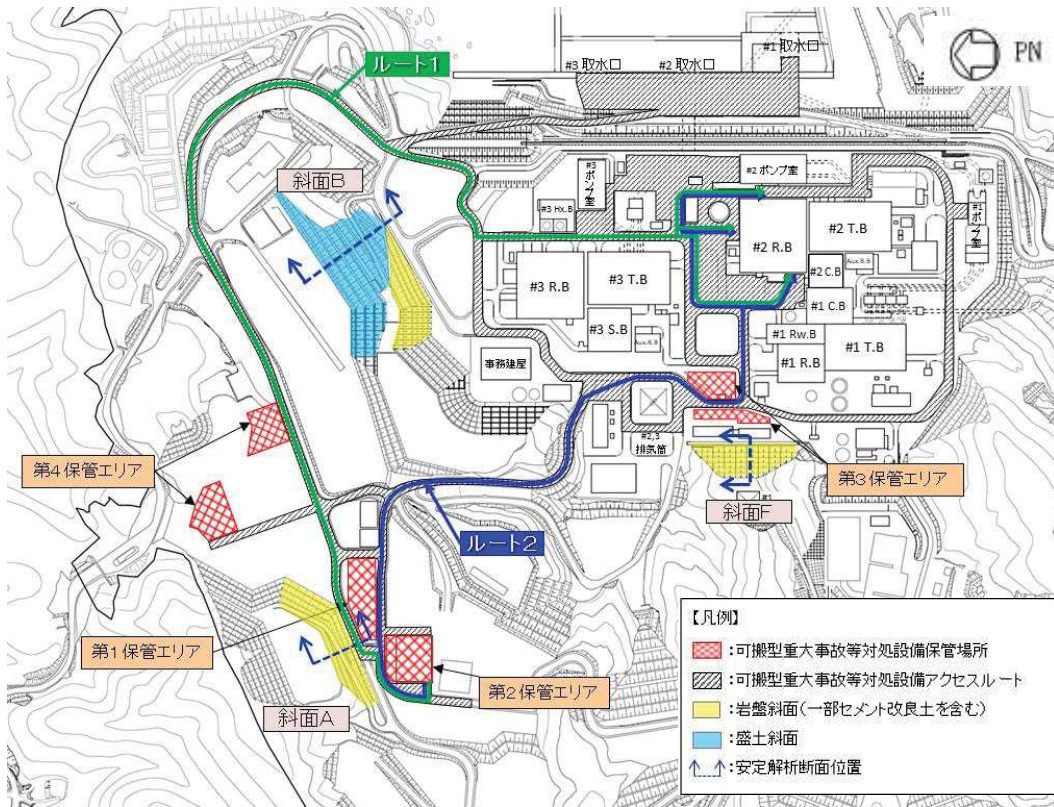 #1 取水口
#3 取水口
#2 取水口
PN
ルート1
斜面B
#3 ポンプ室
#2 ポンプ室
#1 ポンプ室
#3 Hx.B
#2 R.B
#2 T.B
#2 C.B
Aux.B.B
#3 R.B
#3 T.B
#1 C.B
#3 S.B
Aux.B.B
#1 Rw.B
#1 R.B
#1 T.B
事務建屋
#2,3
排気筒
第4保管エリア
第3保管エリア
#1
斜面F
ルート2
第1保管エリア
第2保管エリア
斜面A
【凡例】
:可搬型重大事故等対処設備保管場所
:可搬型重大事故等対処設備アクセスルート
:岩盤斜面(一部セメント改良土を含む)
:盛土斜面
:安定解析断面位置